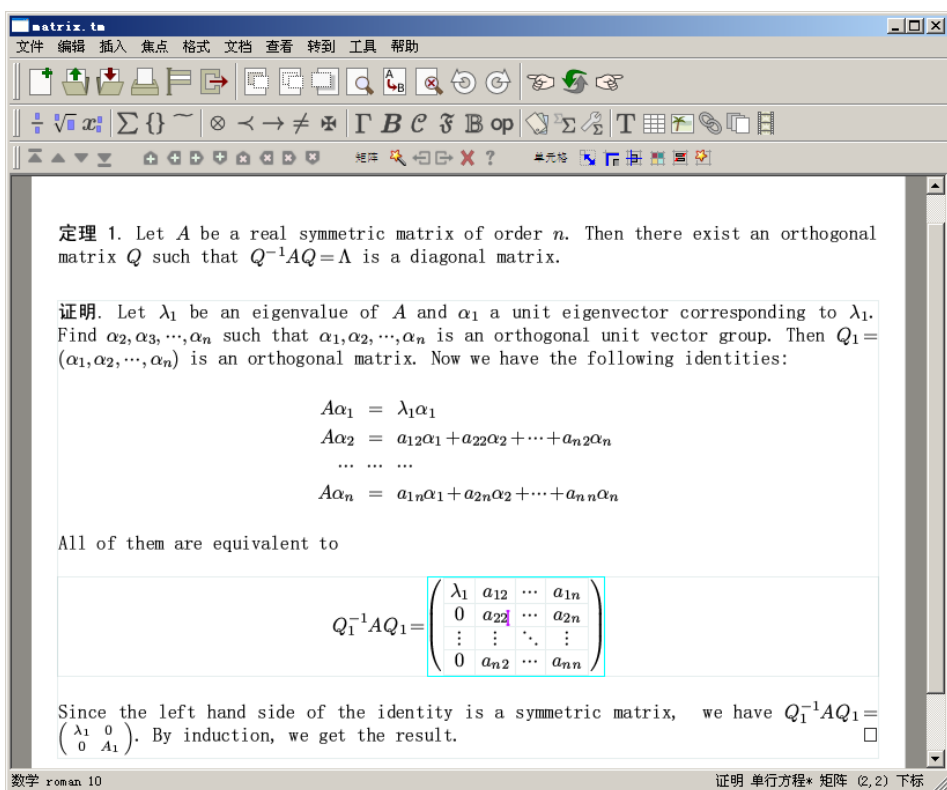 matrix.tm
文件 编辑 插入 焦点 格式 文档 查看 转到 工具 帮助
矩阵 ? 单元格
定理 1. Let A be a real symmetric matrix of order n. Then there exist an orthogonal
matrix Q such that Q⁻¹AQ=Λ is a diagonal matrix.
证明. Let λ₁ be an eigenvalue of A and α₁ a unit eigenvector corresponding to λ₁.
Find α₂,α₃,⋯,αₙ such that α₁,α₂,⋯,αₙ is an orthogonal unit vector group. Then Q₁=
(α₁,α₂,⋯,αₙ) is an orthogonal matrix. Now we have the following identities:
Aα₁ = λ₁α₁
Aα₂ = a₁₂α₁+a₂₂α₂+⋯+aₙ₂αₙ
⋯ ⋯ ⋯
Aαₙ = a₁ₙα₁+a₂ₙα₂+⋯+aₙₙαₙ
All of them are equivalent to
λ₁ a₁₂ ⋯ a₁ₙ
Q₁⁻¹AQ₁= 0 a₂₂ ⋯ a₂ₙ
⋮ ⋮ ⋱ ⋮
0 aₙ₂ ⋯ aₙₙ
Since the left hand side of the identity is a symmetric matrix, we have Q₁⁻¹AQ₁=
(λ₁ 0
0 A₁). By induction, we get the result. □
数学 roman 10 证明 单行方程* 矩阵 (2,2) 下标